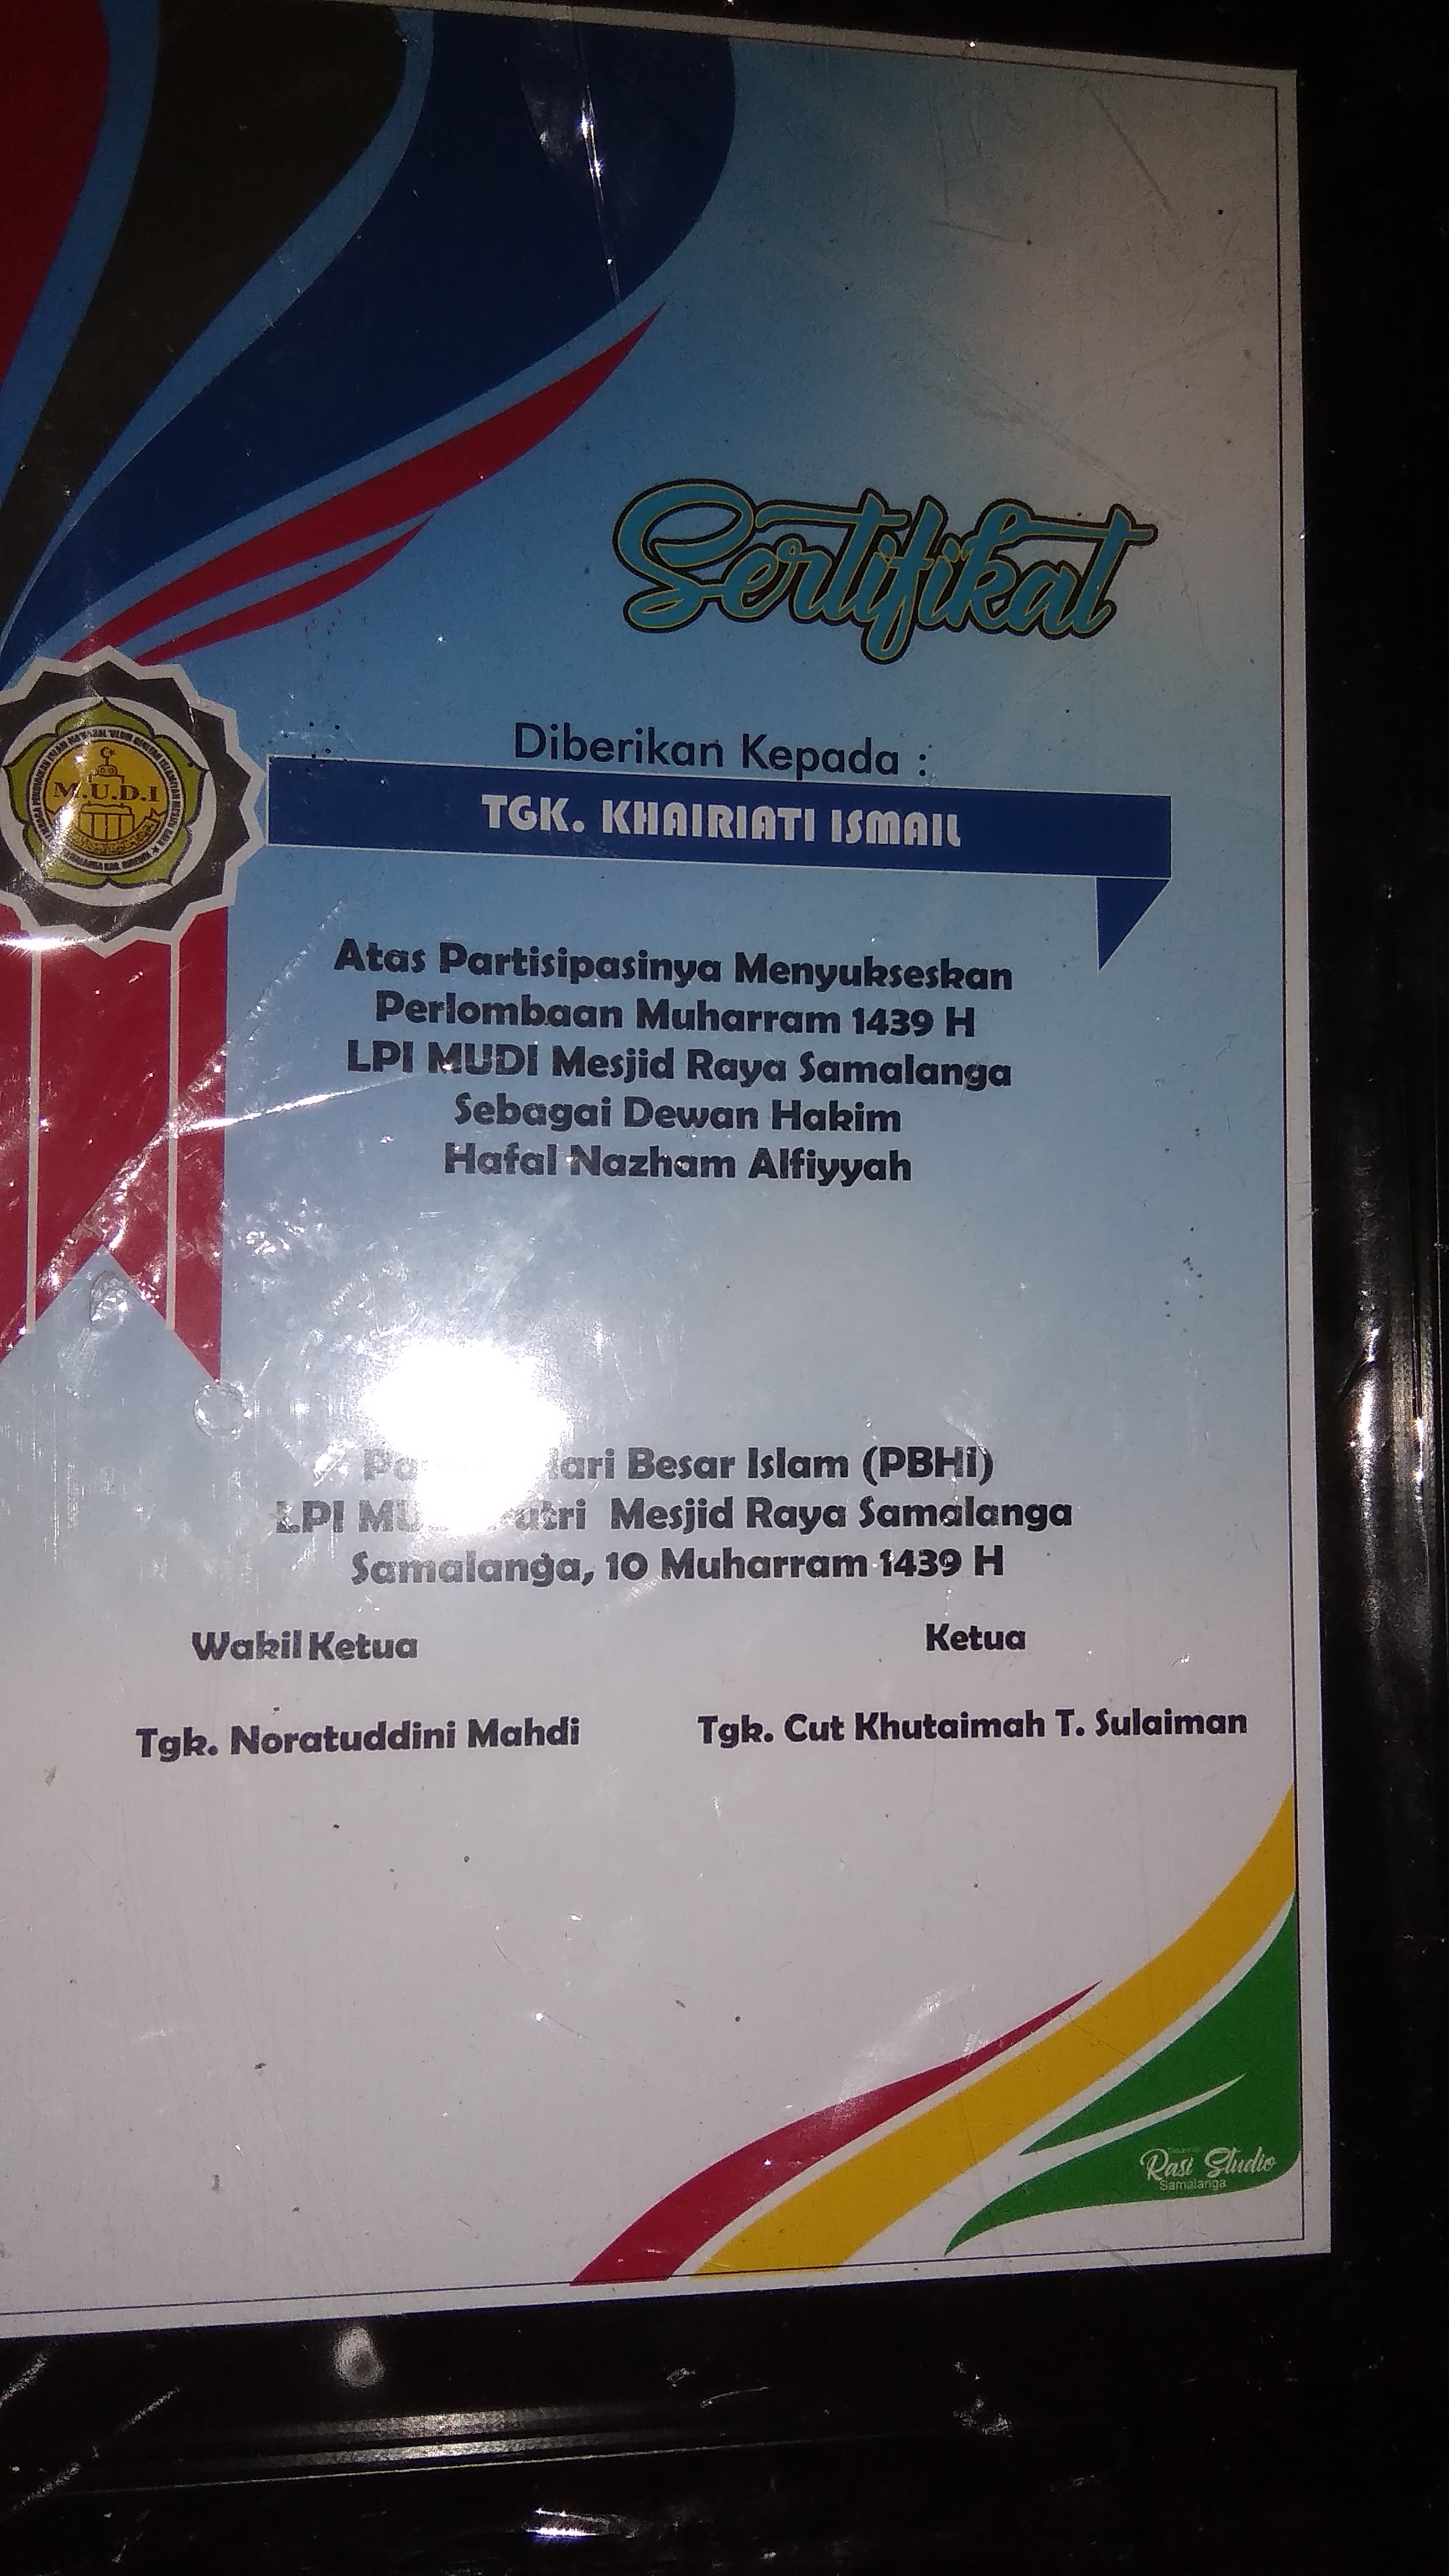 Sertifikat
Diberikan Kepada :
TGK. KHAIRIATI ISMAIL
M.U.D.I
Atas Partisipasinya Menyukseskan
Perlombaan Muharram 1439 H
LPI MUDI Mesjid Raya Samalanga
Sebagai Dewan Hakim
Hafal Nazham Alfiyyah
Besar Islam (PBHI)
LPI Mesjid Raya Samalanga
Samalanga, 10 Muharram 1439 H
Wakil Ketua
Ketua
Tgk. Noratuddini Mahdi
Tgk. Cut Khutaimah T. Sulaiman
Rasi Studio
Samalanga